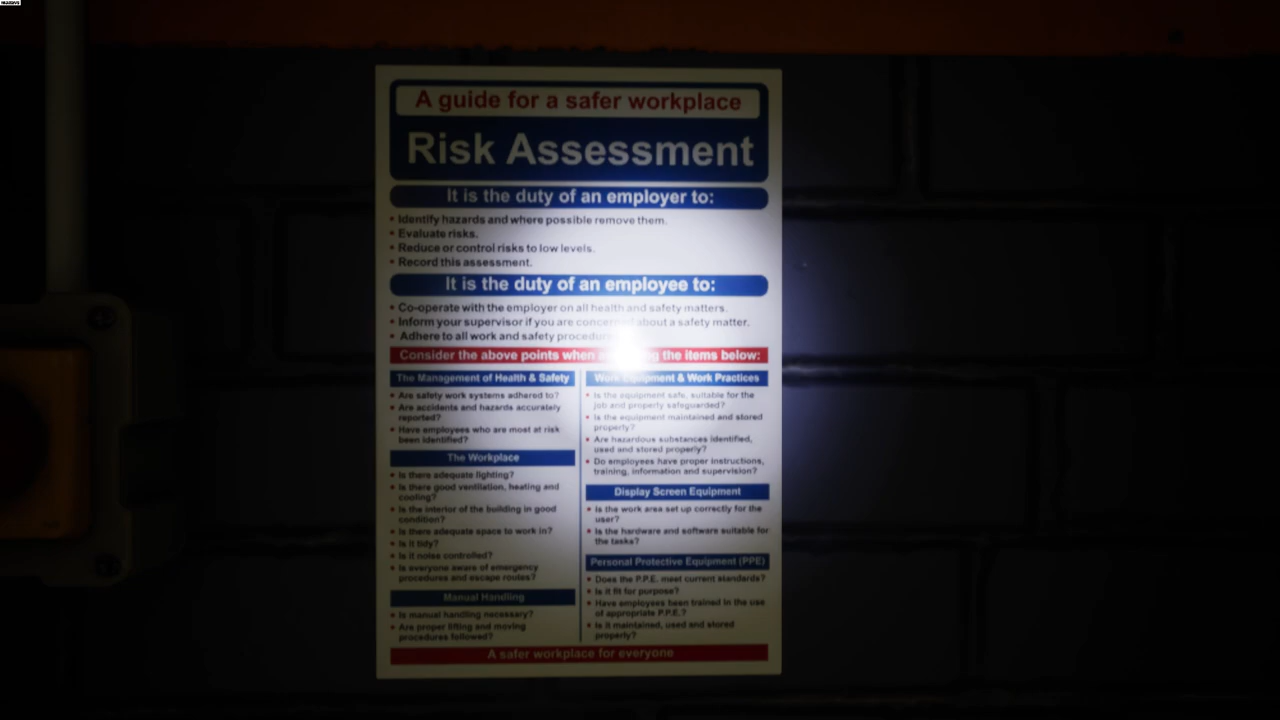 A guide for a safer workplace
Risk Assessment
It is the duty of an employer to:
• Identify hazards and where possible remove them.
• Evaluate risks.
• Reduce or control risks to low levels.
• Record this assessment.
It is the duty of an employee to:
• Co-operate with the employer on all health and safety matters.
• Inform your supervisor if you are concerned about a safety matter.
• Adhere to all work and safety procedures
Consider the above points when the items below:
The Management of Health & Safety
• Are safety work systems adhered to?
• Are accidents and hazards accurately
reported?
• Have employees who are most at risk
been identified?
The Workplace
• Is there adequate lighting?
• Is there good ventilation, heating and
cooling?
• Is the interior of the building in good
condition?
• Is there adequate space to work in?
• Is it tidy?
• Is it noise controlled?
• Is everyone aware of emergency
procedures and escape routes?
Manual Handling
• Is manual handling necessary?
• Are proper lifting and moving
procedures followed?
Work Equipment & Work Practices
• Is the equipment safe, suitable for the
job and property safeguarded?
• Is the equipment maintained and stored
properly?
• Are hazardous substances identified,
used and stored properly?
• Do employees have proper instructions,
training, information and supervision?
Display Screen Equipment
• Is the work area set up correctly for the
user?
• Is the hardware and software suitable for
the tasks?
Personal Protective Equipment (PPE)
• Does the P.P.E. meet current standards?
• Is it fit for purpose?
• Have employees been trained in the use
of appropriate P.P.E.?
• Is it maintained, used and stored
properly?
A safer workplace for everyone